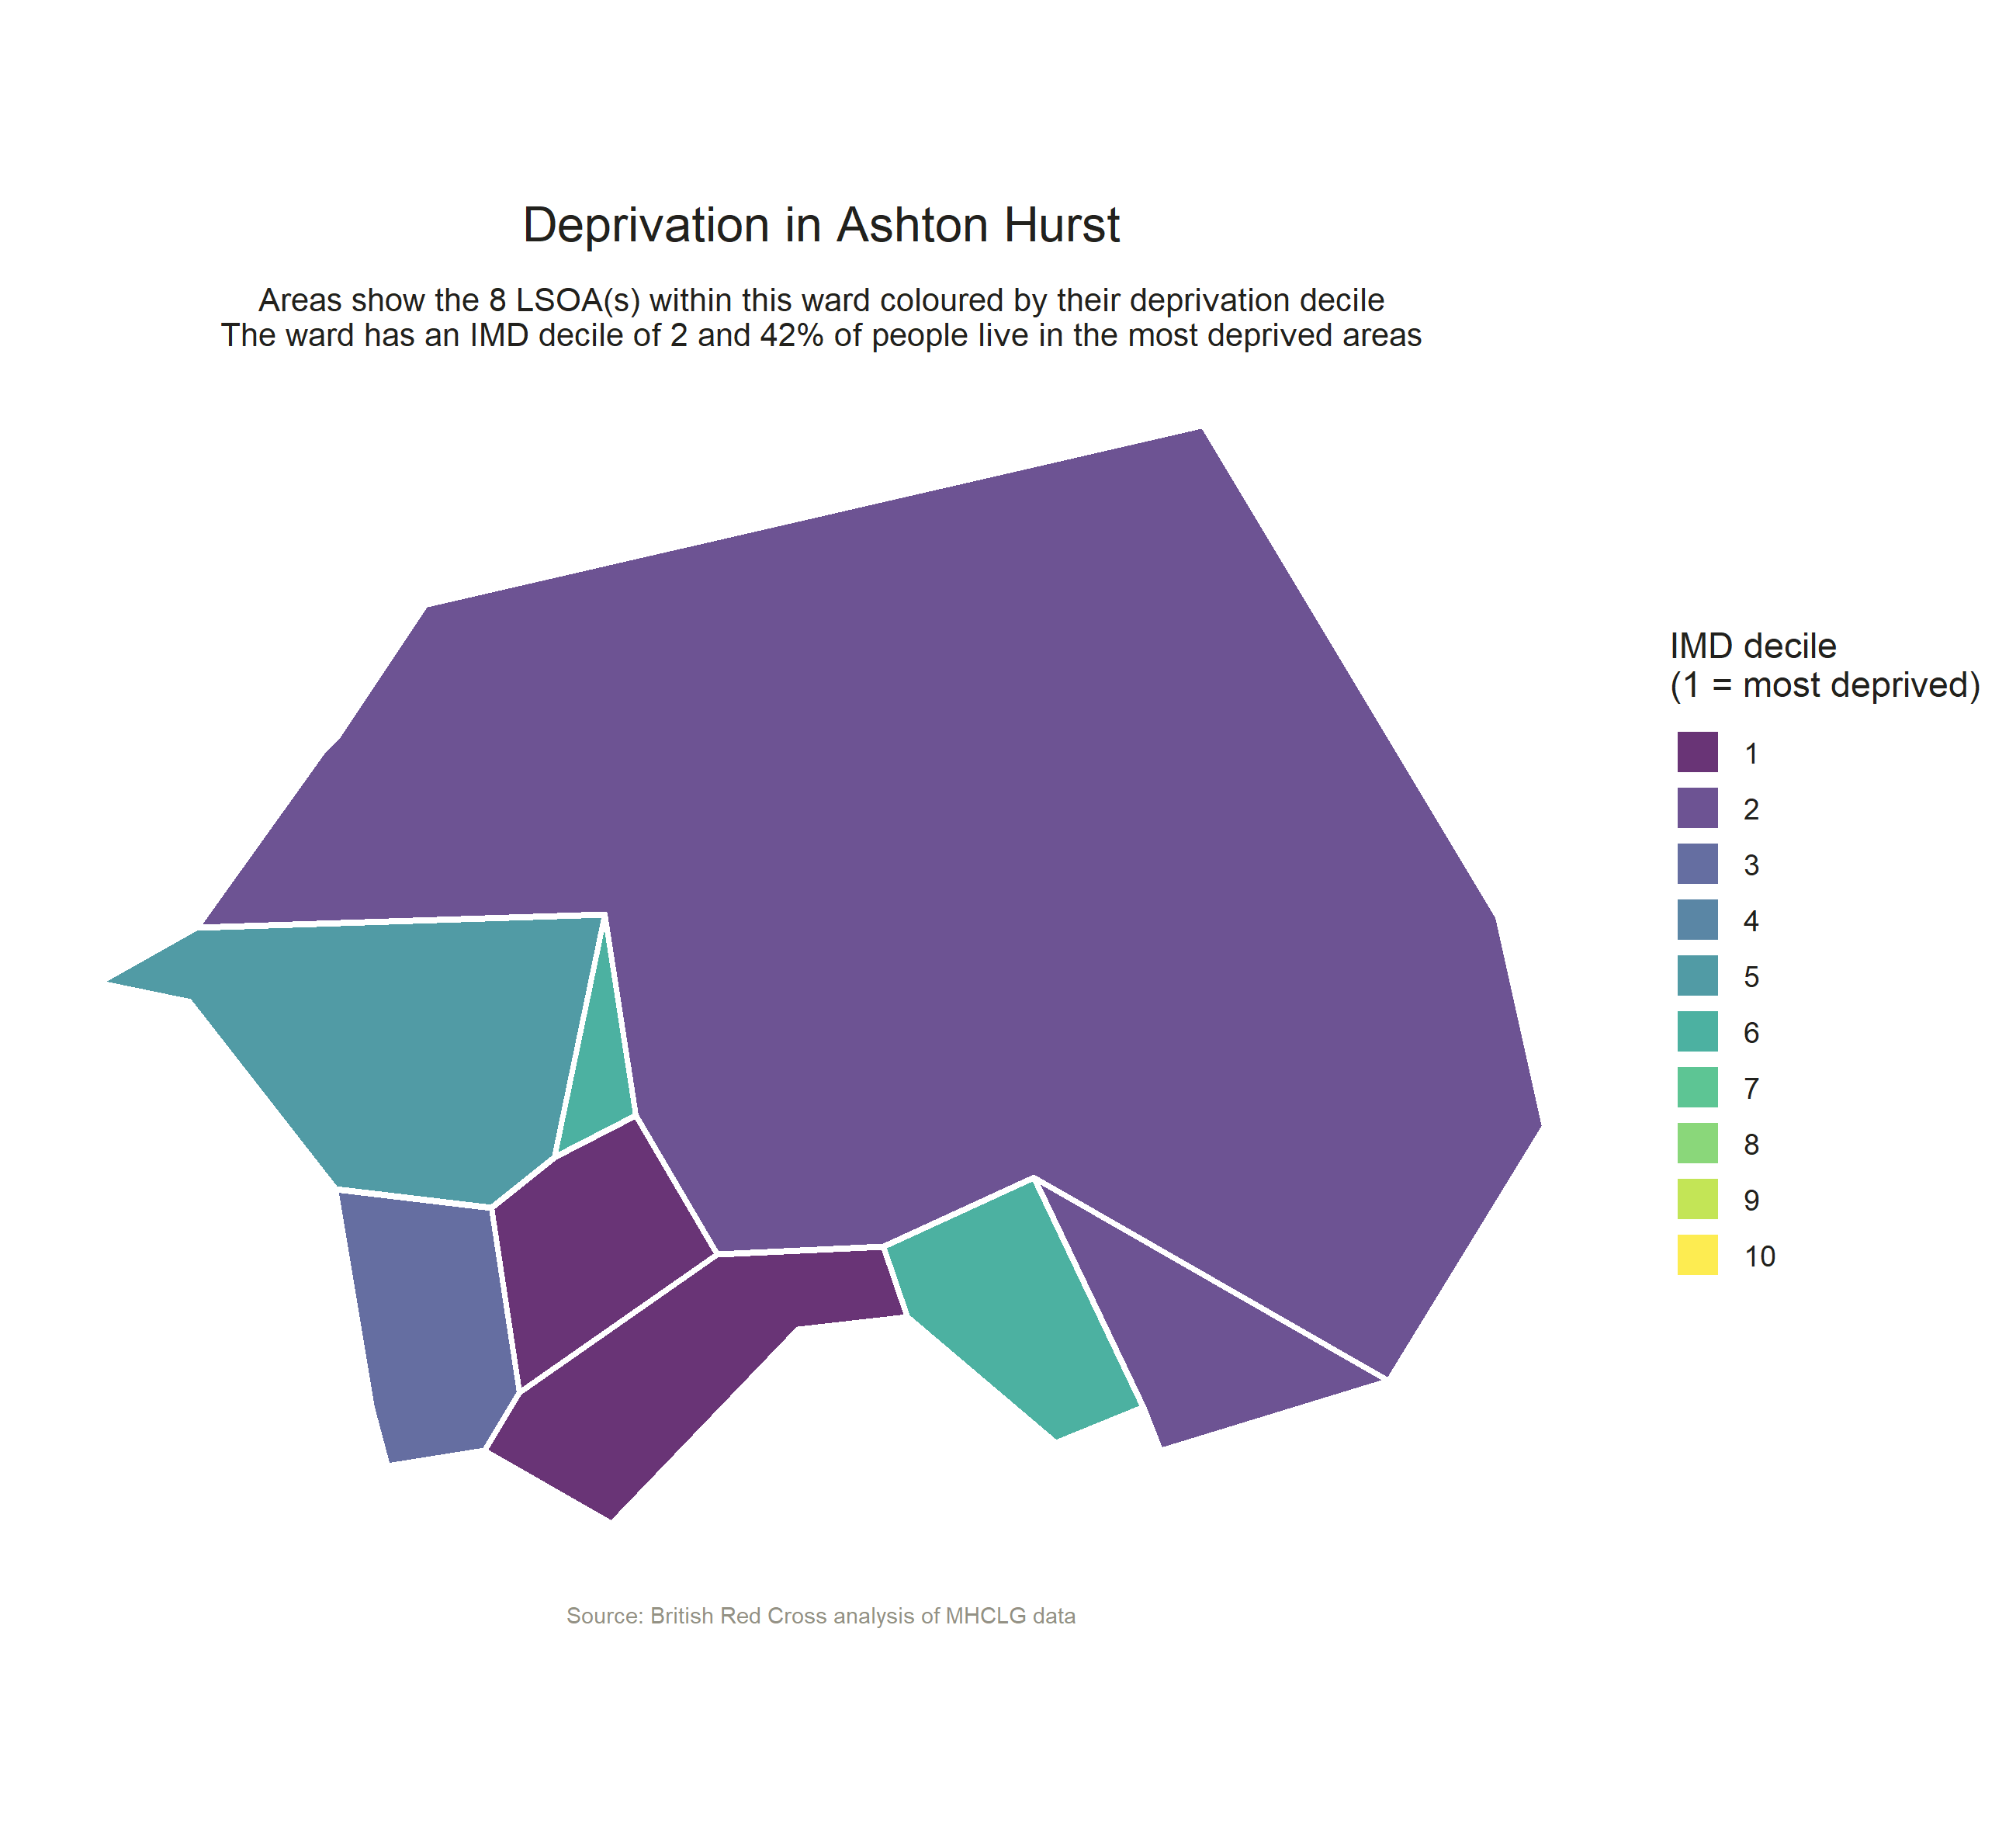 Deprivation in Ashton Hurst
Areas show the 8 LSOA(s) within this ward coloured by their deprivation decile
The ward has an IMD decile of 2 and 42% of people live in the most deprived areas
IMD decile
(1 = most deprived)
1
2
3
4
5
6
7
8
9
10
Source: British Red Cross analysis of MHCLG data